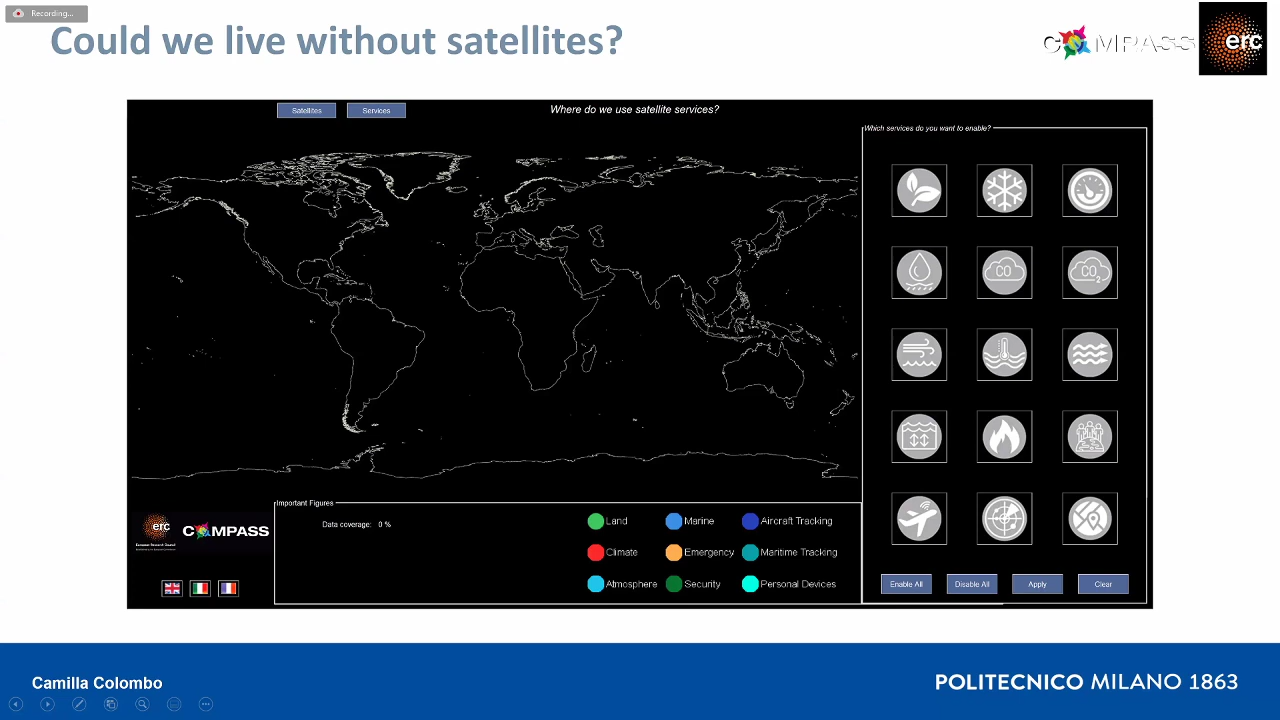 Recording...
Could we live without satellites?
COMPASS
erc
Satellites
Services
Where do we use satellite services?
Which services do you want to enable?
CO
CO2
Important Figures
Data coverage: 0 %
Land
Marine
Aircraft Tracking
Climate
Emergency
Maritime Tracking
Atmosphere
Security
Personal Devices
erc
COMPASS
Enable All
Disable All
Apply
Clear
Camilla Colombo
POLITECNICO MILANO 1863